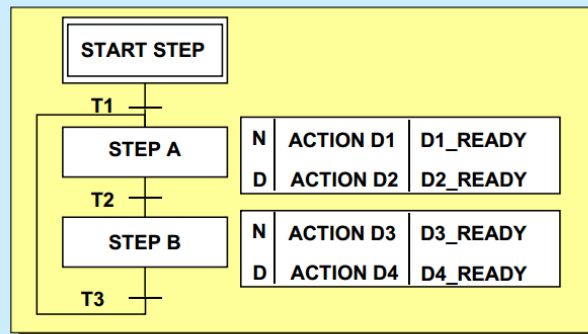 START STEP
T1
STEP A
N ACTION D1 D1_READY
D ACTION D2 D2_READY
T2
STEP B
N ACTION D3 D3_READY
D ACTION D4 D4_READY
T3